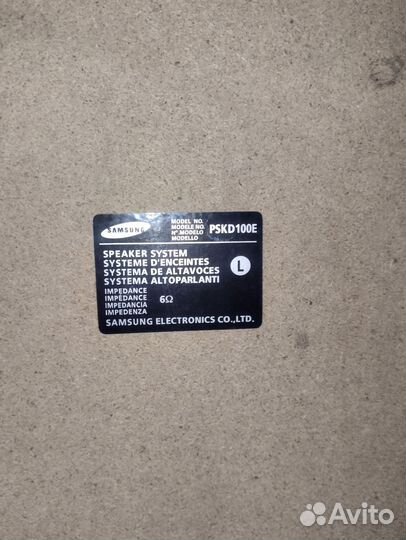 SAMSUNG
MODEL NO.
MODELE NO.
Nº.MODELO
MODELLO
PSKD100E
SPEAKER SYSTEM
SYSTEME D'ENCEINTES
SYSTEMA DE ALTAVOCES
SYSTEMA ALTOPARLANTI
L
IMPEDANCE
IMPÉDANCE
IMPEDANCIA
IMPEDENZA
6Ω
SAMSUNG ELECTRONICS CO.,LTD.
Avito